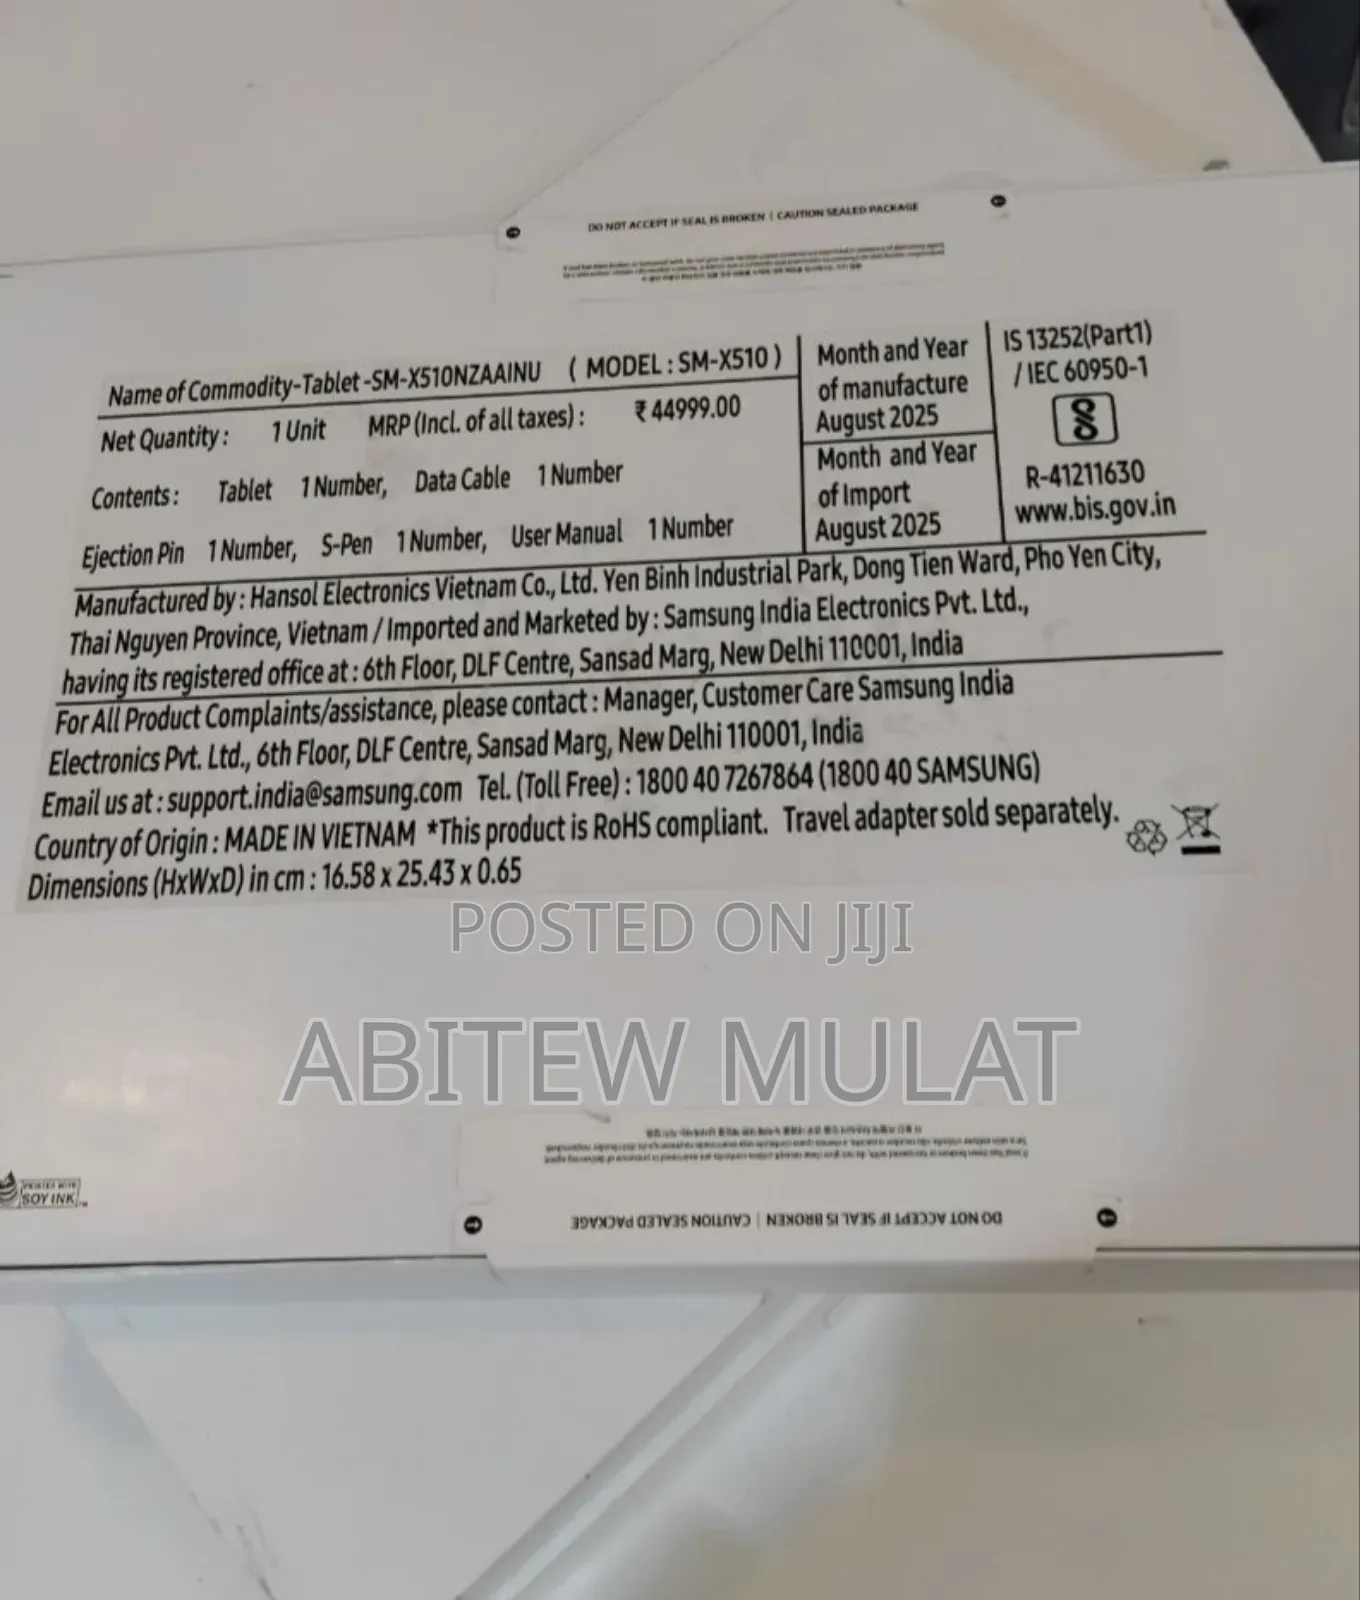 DO NOT ACCEPT IF SEAL IS BROKEN | CAUTION SEALED PACKAGE
Name of Commodity-Tablet -SM-X510NZAAINU ( MODEL : SM-X510 )
Net Quantity : 1 Unit MRP (Incl. of all taxes) : ₹ 44999.00
Contents : Tablet 1 Number, Data Cable 1 Number
Ejection Pin 1 Number, S-Pen 1 Number, User Manual 1 Number
Month and Year
of manufacture
August 2025
Month and Year
of Import
August 2025
IS 13252(Part1)
/ IEC 60950-1
R-41211630
www.bis.gov.in
Manufactured by : Hansol Electronics Vietnam Co., Ltd. Yen Binh Industrial Park, Dong Tien Ward, Pho Yen City,
Thai Nguyen Province, Vietnam / Imported and Marketed by : Samsung India Electronics Pvt. Ltd.,
having its registered office at : 6th Floor, DLF Centre, Sansad Marg, New Delhi 110001, India
For All Product Complaints/assistance, please contact : Manager, Customer Care Samsung India
Electronics Pvt. Ltd., 6th Floor, DLF Centre, Sansad Marg, New Delhi 110001, India
Email us at : support.india@samsung.com Tel. (Toll Free) : 1800 40 7267864 (1800 40 SAMSUNG)
Country of Origin : MADE IN VIETNAM *This product is RoHS compliant. Travel adapter sold separately.
Dimensions (HxWxD) in cm : 16.58 x 25.43 x 0.65
POSTED ON JIJI
ABITEW MULAT
PRINTED WITH
SOY INK
DO NOT ACCEPT IF SEAL IS BROKEN | CAUTION SEALED PACKAGE